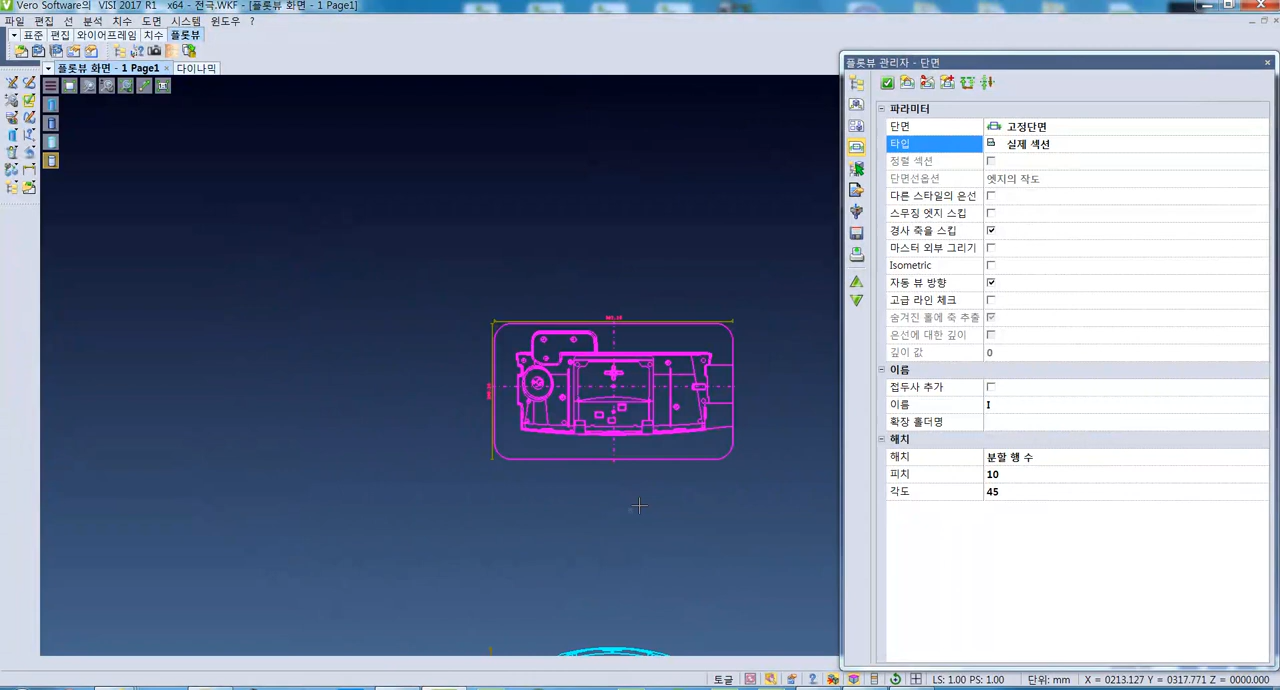 Vero Software의 VISI 2017 R1 x64 - 전극.WKF - [플롯뷰 화면 - 1 Page1]
파일 편집 선 분석 치수 도면 시스템 윈도우 ?
표준 편집 와이어프레임 치수 플롯뷰
플롯뷰 화면 - 1 Page1 다이나믹
플롯뷰 관리자 - 단면
파라미터
단면 고정단면
타입 실제 섹션
정렬 섹션
단면선옵션 엣지의 작도
다른 스타일의 은선
스무징 엣지 스킵
경사 축을 스킵
마스터 외부 그리기
Isometric
자동 뷰 방향
고급 라인 체크
숨겨진 홀에 축 추출
은선에 대한 깊이
깊이 값 0
이름
접두사 추가
이름 I
확장 홀더명
해치
해치 분할 행 수
피치 10
각도 45
토글 LS: 1.00 PS: 1.00 단위: mm X = 0213.127 Y = 0317.771 Z = 0000.000